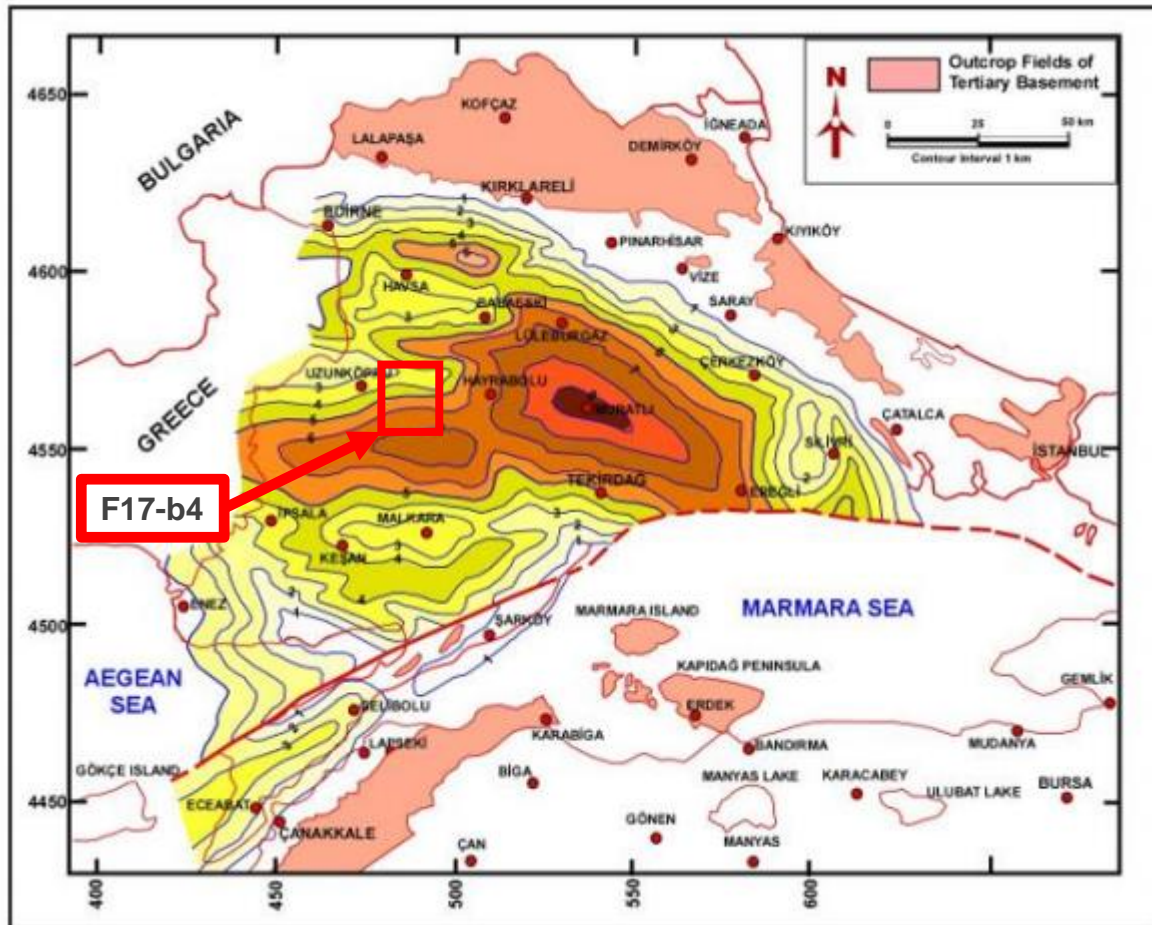 N
Outcrop Fields of
Tertiary Basement
0 25 50 km
Contour interval 1 km
4650
4600
4550
4500
4450
BULGARIA
GREECE
KOFÇAZ
LALAPAŞA
DEMİRKÖY
İĞNEADA
KIRKLARELİ
EDİRNE
PINARHİSAR
KIYIKÖY
VİZE
HAVSA
SARAY
BABAESKİ
LÜLEBURGAZ
ÇERKEZKÖY
UZUNKÖPRÜ
HAYRABOLU
MURATLI
ÇATALCA
SİLİVRİ
İSTANBUL
F17-b4
TEKİRDAĞ
EREĞLİ
İPSALA
MALKARA
KEŞAN
ENEZ
ŞARKÖY
MARMARA ISLAND
MARMARA SEA
AEGEAN
SEA
KAPIDAĞ PENINSULA
GEMLİK
GELİBOLU
ERDEK
KARABİGA
LAPSEKİ
BANDIRMA
MUDANYA
GÖKÇE ISLAND
BİGA
MANYAS LAKE
KARACABEY
ULUBAT LAKE
BURSA
ECEABAT
ÇANAKKALE
GÖNEN
ÇAN
MANYAS
400
450
500
550
600